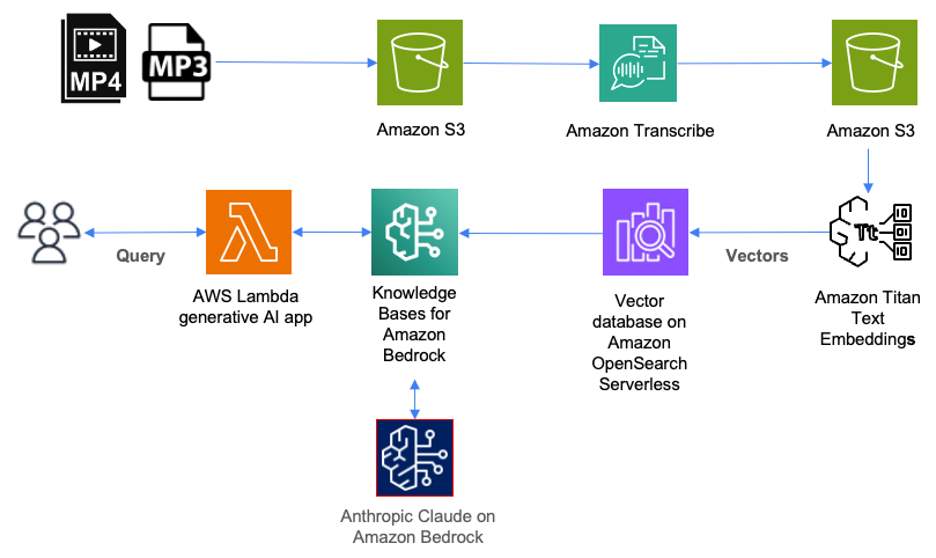 MP4
MP3
Amazon S3
Amazon Transcribe
Amazon S3
Query
Vectors
Tt
AWS Lambda
generative AI app
Knowledge
Bases for
Amazon
Bedrock
Vector
database on
Amazon
OpenSearch
Serverless
Amazon Titan
Text
Embeddings
Anthropic Claude on
Amazon Bedrock